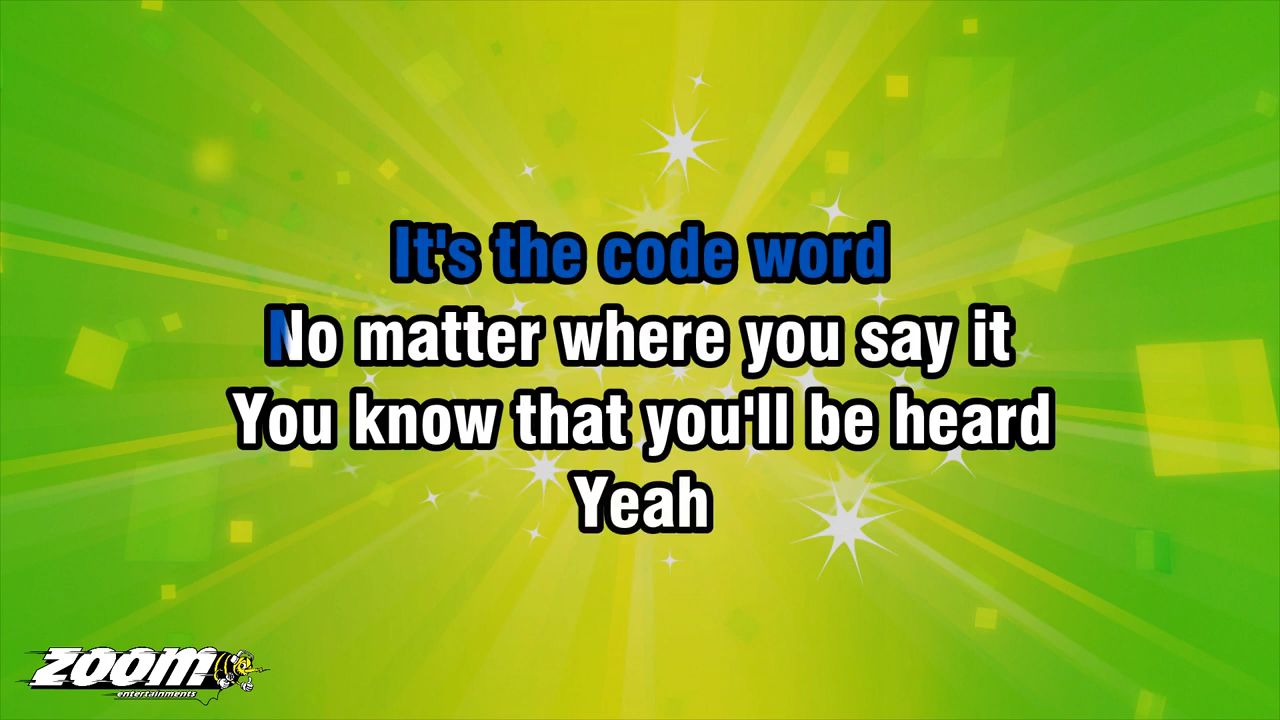 It's the code word
No matter where you say it
You know that you'll be heard
Yeah
zoom
entertainments